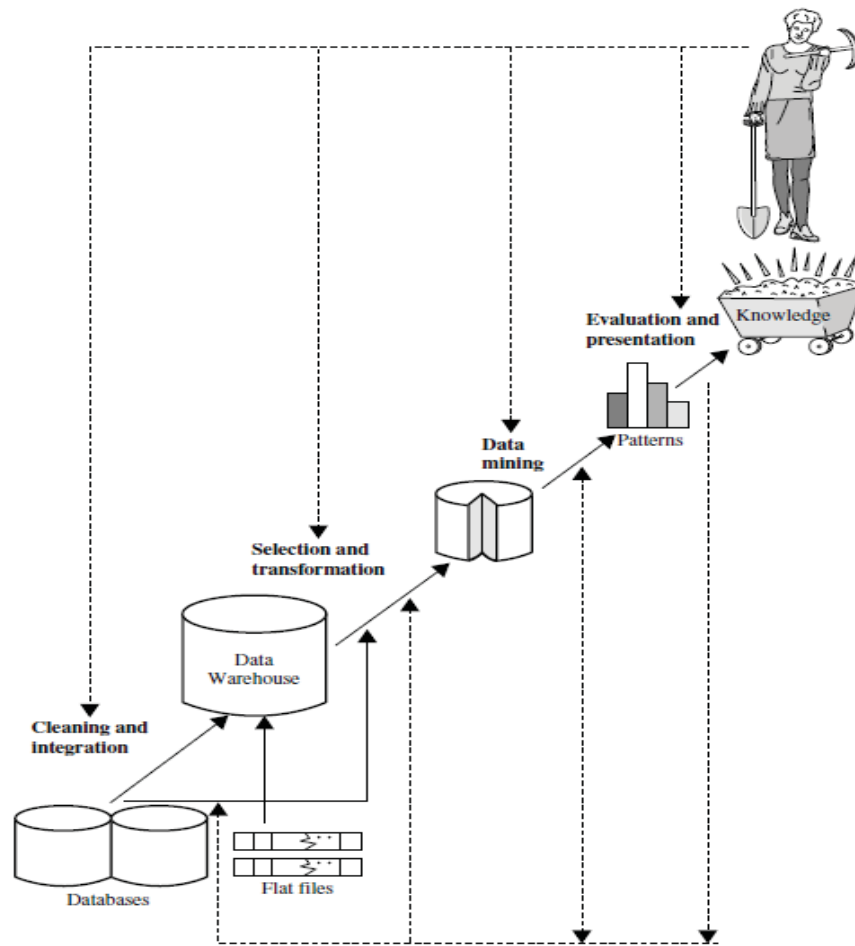 Knowledge
Evaluation and
presentation
Patterns
Data
mining
Selection and
transformation
Data
Warehouse
Cleaning and
integration
Flat files
Databases